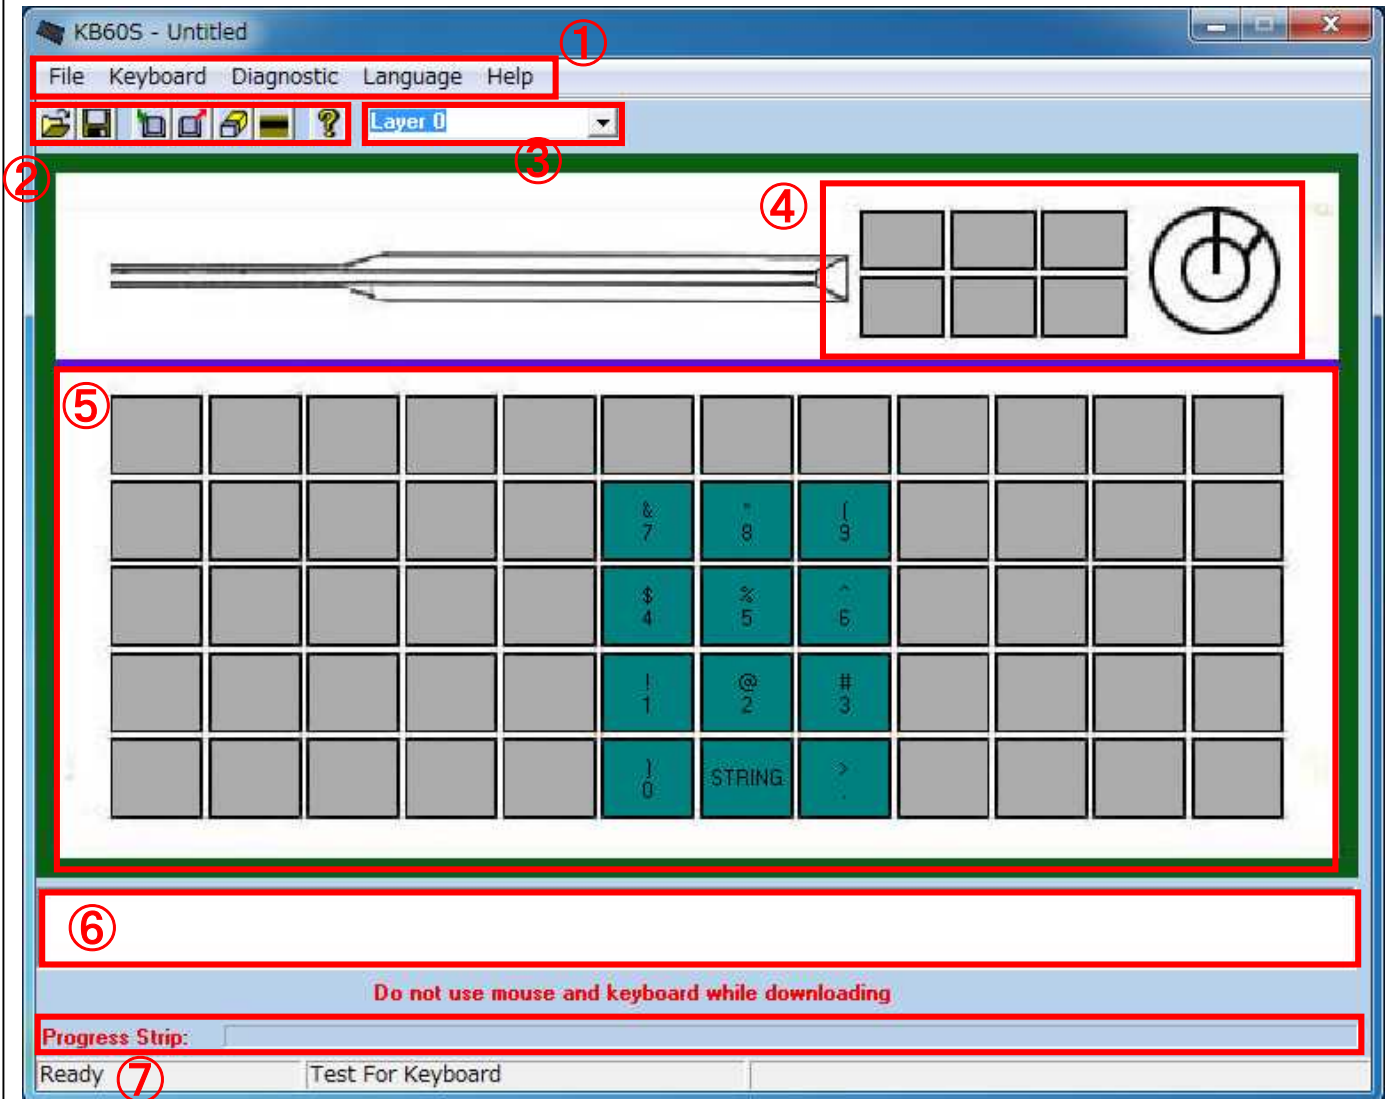 KB60S - Untitled
①
File Keyboard Diagnostic Language Help
Layer 0
②
③
④
⑤
& * (
7 8 9
$ % ^
4 5 6
! @ #
1 2 3
) STRING >
0 .
⑥
Do not use mouse and keyboard while downloading
Progress Strip:
Ready Test For Keyboard
⑦